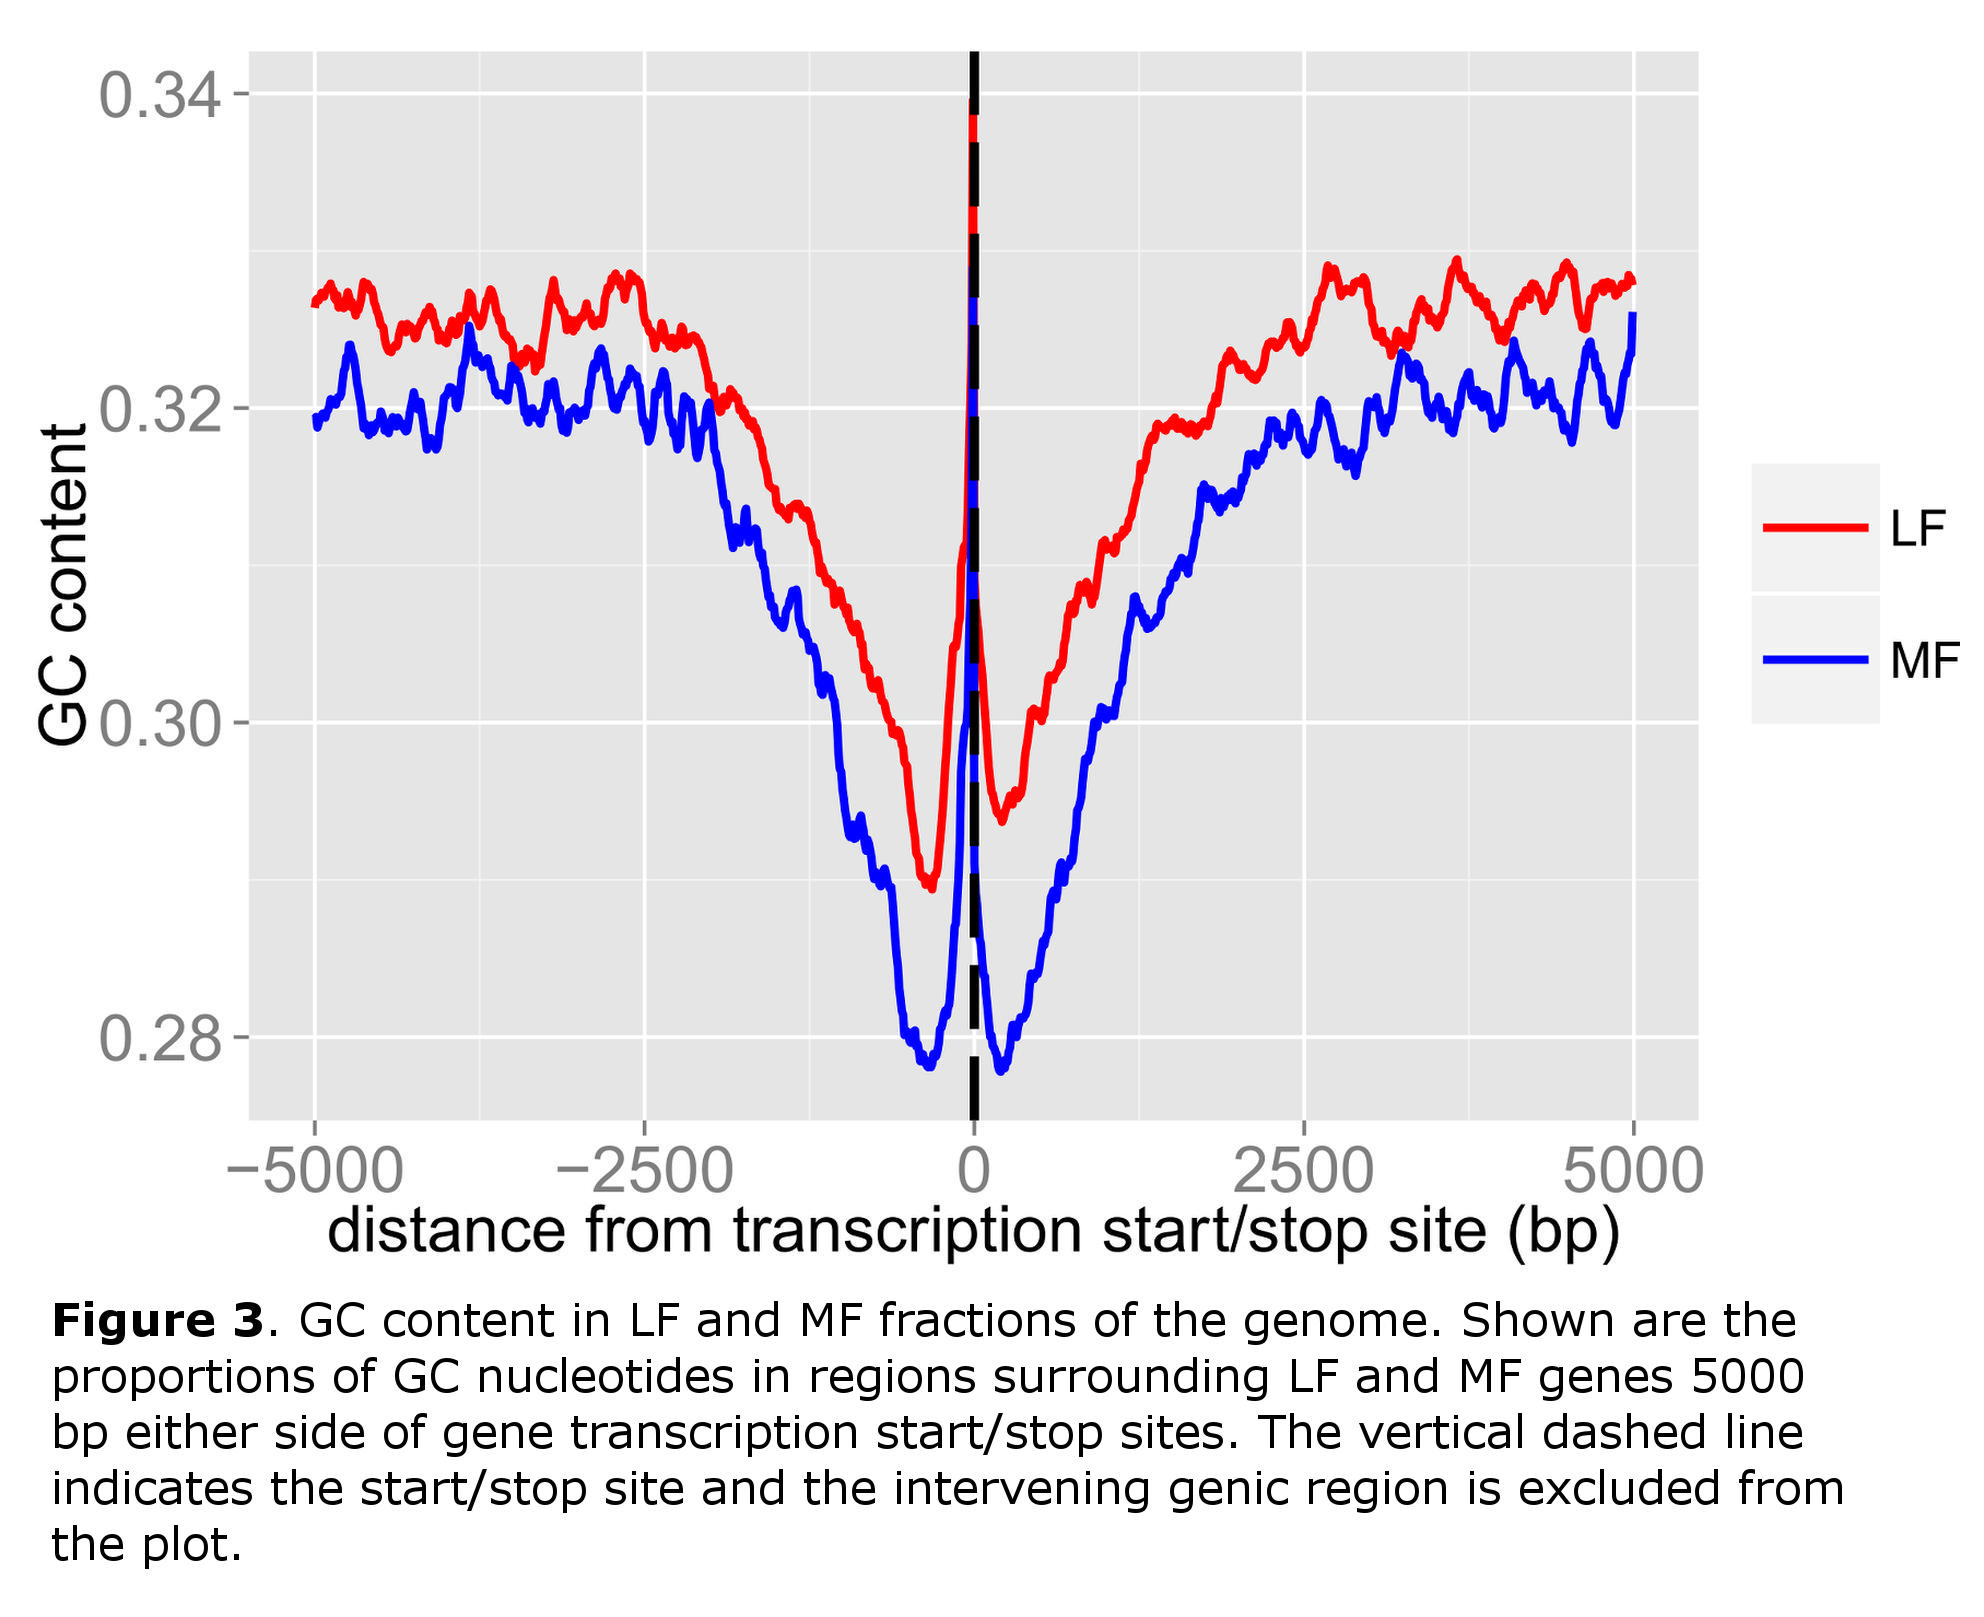 0.34
0.32
0.30
0.28
GC content
−5000
−2500
0
2500
5000
distance from transcription start/stop site (bp)
LF
MF
Figure 3. GC content in LF and MF fractions of the genome. Shown are the
proportions of GC nucleotides in regions surrounding LF and MF genes 5000
bp either side of gene transcription start/stop sites. The vertical dashed line
indicates the start/stop site and the intervening genic region is excluded from
the plot.